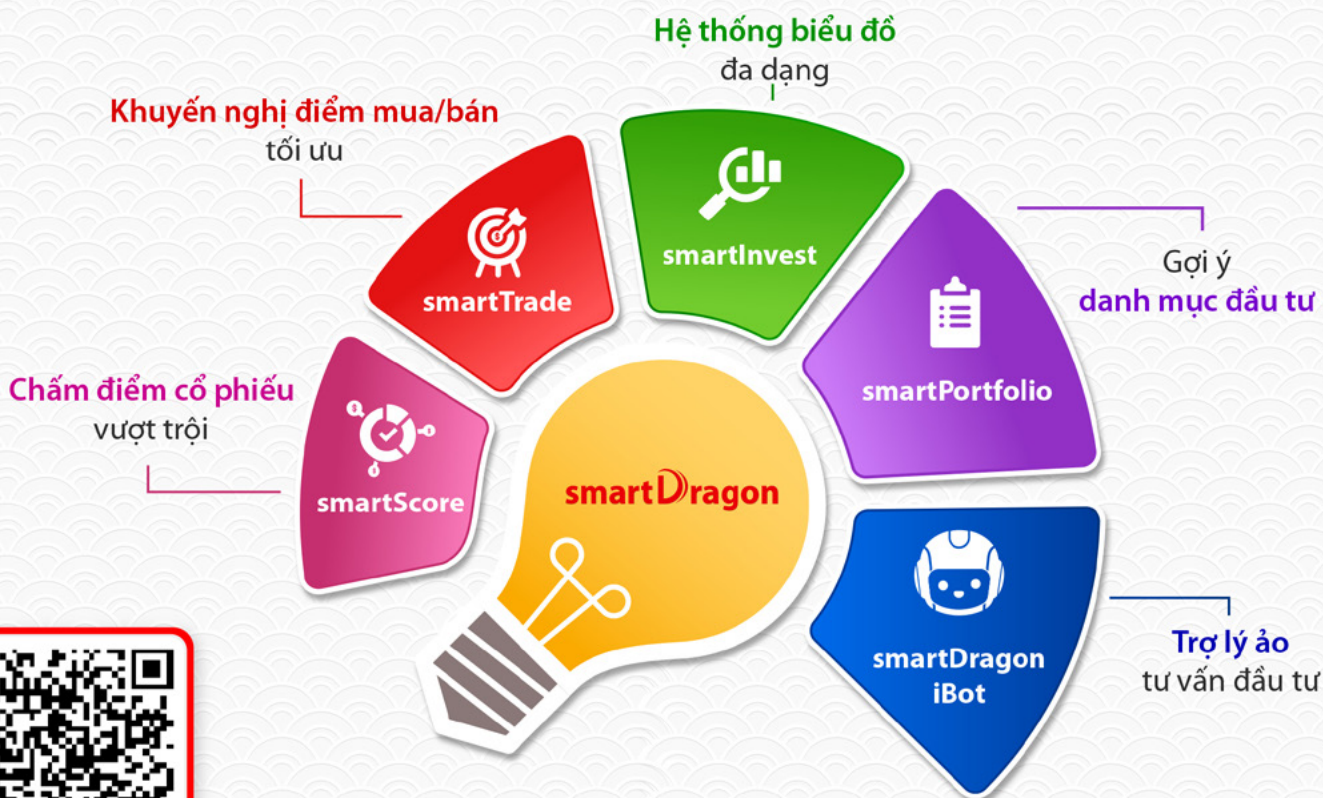 Hệ thống biểu đồ
đa dạng
Khuyến nghị điểm mua/bán
tối ưu
smartInvest
smartTrade
Gợi ý
danh mục đầu tư
smartPortfolio
Chấm điểm cổ phiếu
vượt trội
smartScore
smartDragon
smartDragon
iBot
Trợ lý ảo
tư vấn đầu tư